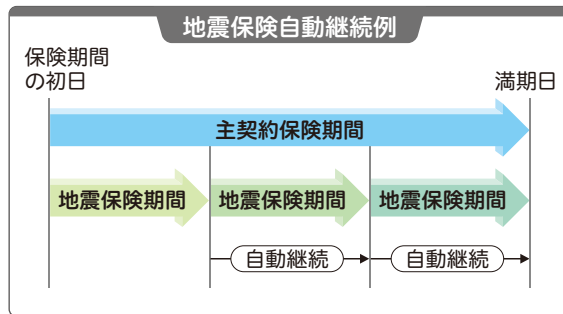 地震保険自動継続例
保険期間
の初日
満期日
主契約保険期間
地震保険期間
地震保険期間
地震保険期間
自動継続
自動継続